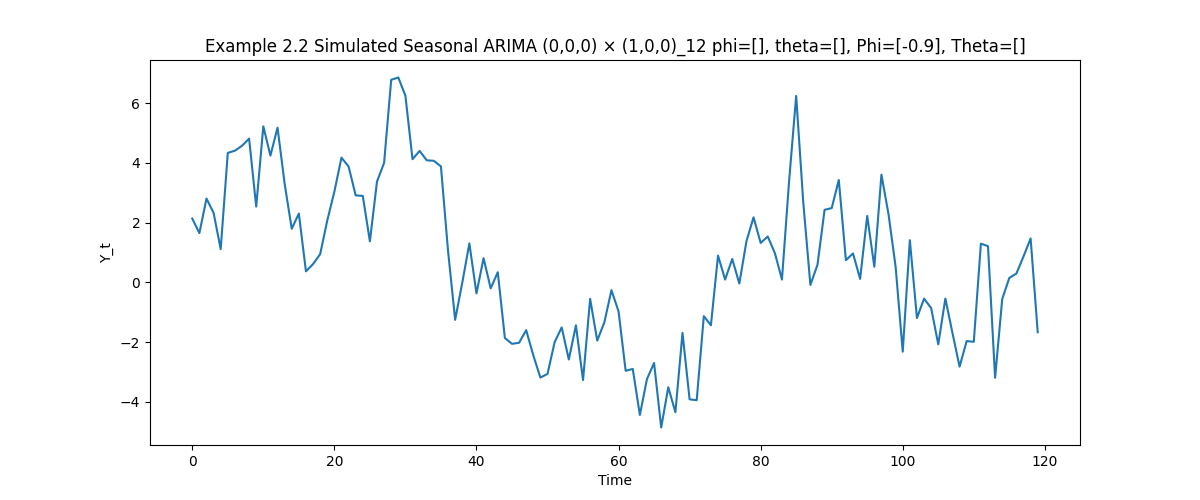 Example 2.2 Simulated Seasonal ARIMA (0,0,0) × (1,0,0)_12 phi=[], theta=[], Phi=[-0.9], Theta=[]
Y_t
6
4
2
0
−2
−4
0 20 40 60 80 100 120
Time